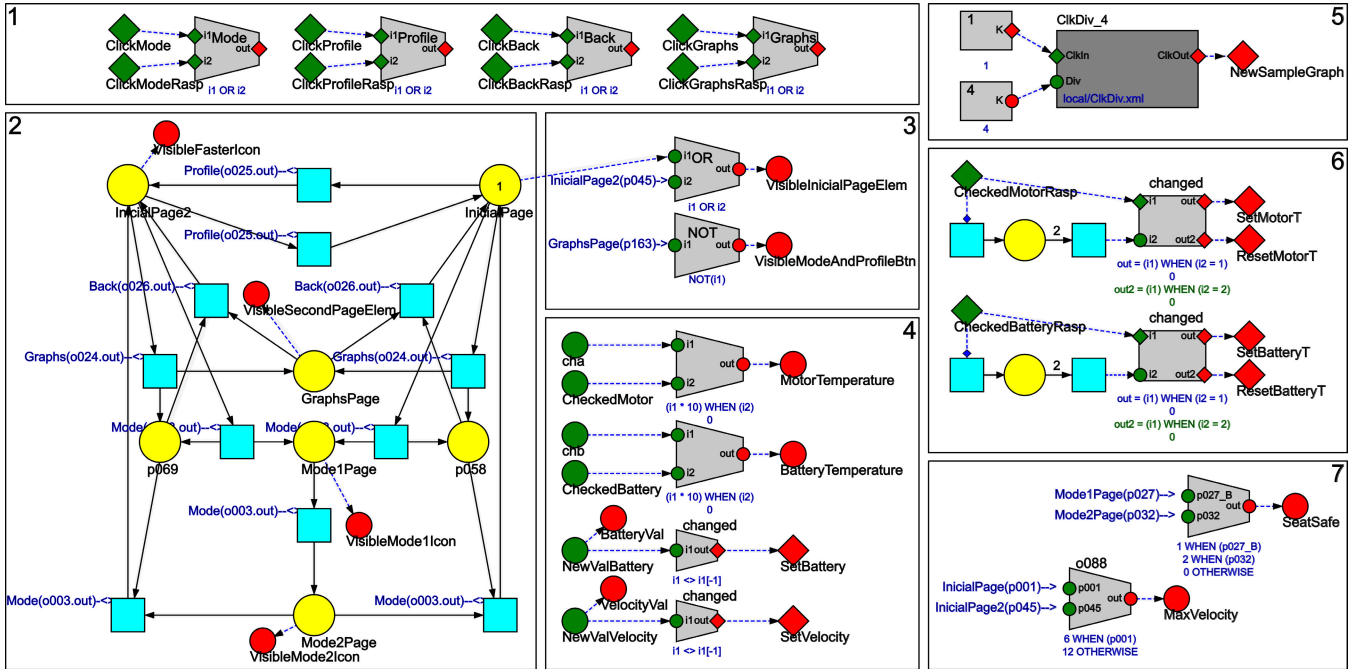 1
ClickMode
ClickModeRasp
i1 Mode
i2
out
i1 OR i2
ClickProfile
ClickProfileRasp
i1 Profile
i2
out
i1 OR i2
ClickBack
ClickBackRasp
i1 Back
i2
out
i1 OR i2
ClickGraphs
ClickGraphsRasp
i1 Graphs
i2
out
i1 OR i2
2
VisibleFasterIcon
Profile(o025.out)--<>
InicialPage2
1
InicialPage
Profile(o025.out)--<>
Back(o026.out)--<>
Back(o026.out)--<>
VisibleSecondPageElem
Graphs(o024.out)--<>
Graphs(o024.out)--<>
GraphsPage
p069
Mode1Page
p058
Mode(o003.out)--<>
VisibleMode1Icon
Mode(o003.out)--<>
Mode(o003.out)--<>
Mode2Page
VisibleMode2Icon
3
i1 OR
InicialPage2(p045)-->
i2
out
VisibleInicialPageElem
i1 OR i2
NOT
GraphsPage(p163)-->
i1
out
VisibleModeAndProfileBtn
NOT(i1)
4
cha
CheckedMotor
i1
i2
out
MotorTemperature
(i1 * 10) WHEN (i2)
0
chb
CheckedBattery
i1
i2
out
BatteryTemperature
(i1 * 10) WHEN (i2)
0
BatteryVal
NewValBattery
changed
i1 out
SetBattery
i1 <> i1[-1]
VelocityVal
NewValVelocity
changed
i1 out
SetVelocity
i1 <> i1[-1]
5
1
K
1
4
K
4
ClkDiv_4
ClkIn
Div
ClkOut
local/ClkDiv.xml
NewSampleGraph
6
CheckedMotorRasp
2
changed
i1
i2
out
out2
SetMotorT
ResetMotorT
out = (i1) WHEN (i2 = 1)
0
out2 = (i1) WHEN (i2 = 2)
0
CheckedBatteryRasp
2
changed
i1
i2
out
out2
SetBatteryT
ResetBatteryT
out = (i1) WHEN (i2 = 1)
0
out2 = (i1) WHEN (i2 = 2)
0
7
Mode1Page(p027)-->
Mode2Page(p032)-->
p027_B
p032
out
SeatSafe
1 WHEN (p027_B)
2 WHEN (p032)
0 OTHERWISE
o088
InicialPage(p001)-->
InicialPage2(p045)-->
p001
p045
out
MaxVelocity
6 WHEN (p001)
12 OTHERWISE